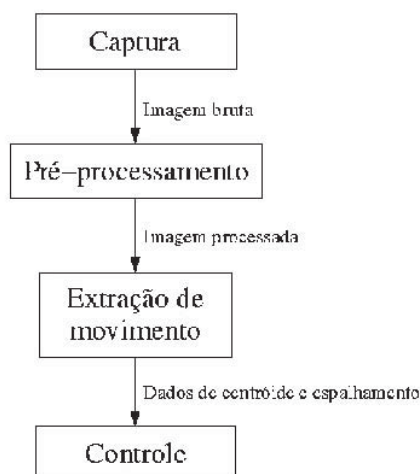 Captura
Imagem bruta
Pré-processamento
Imagem processada
Extração de
movimento
Dados de centróide e espalhamento
Controle